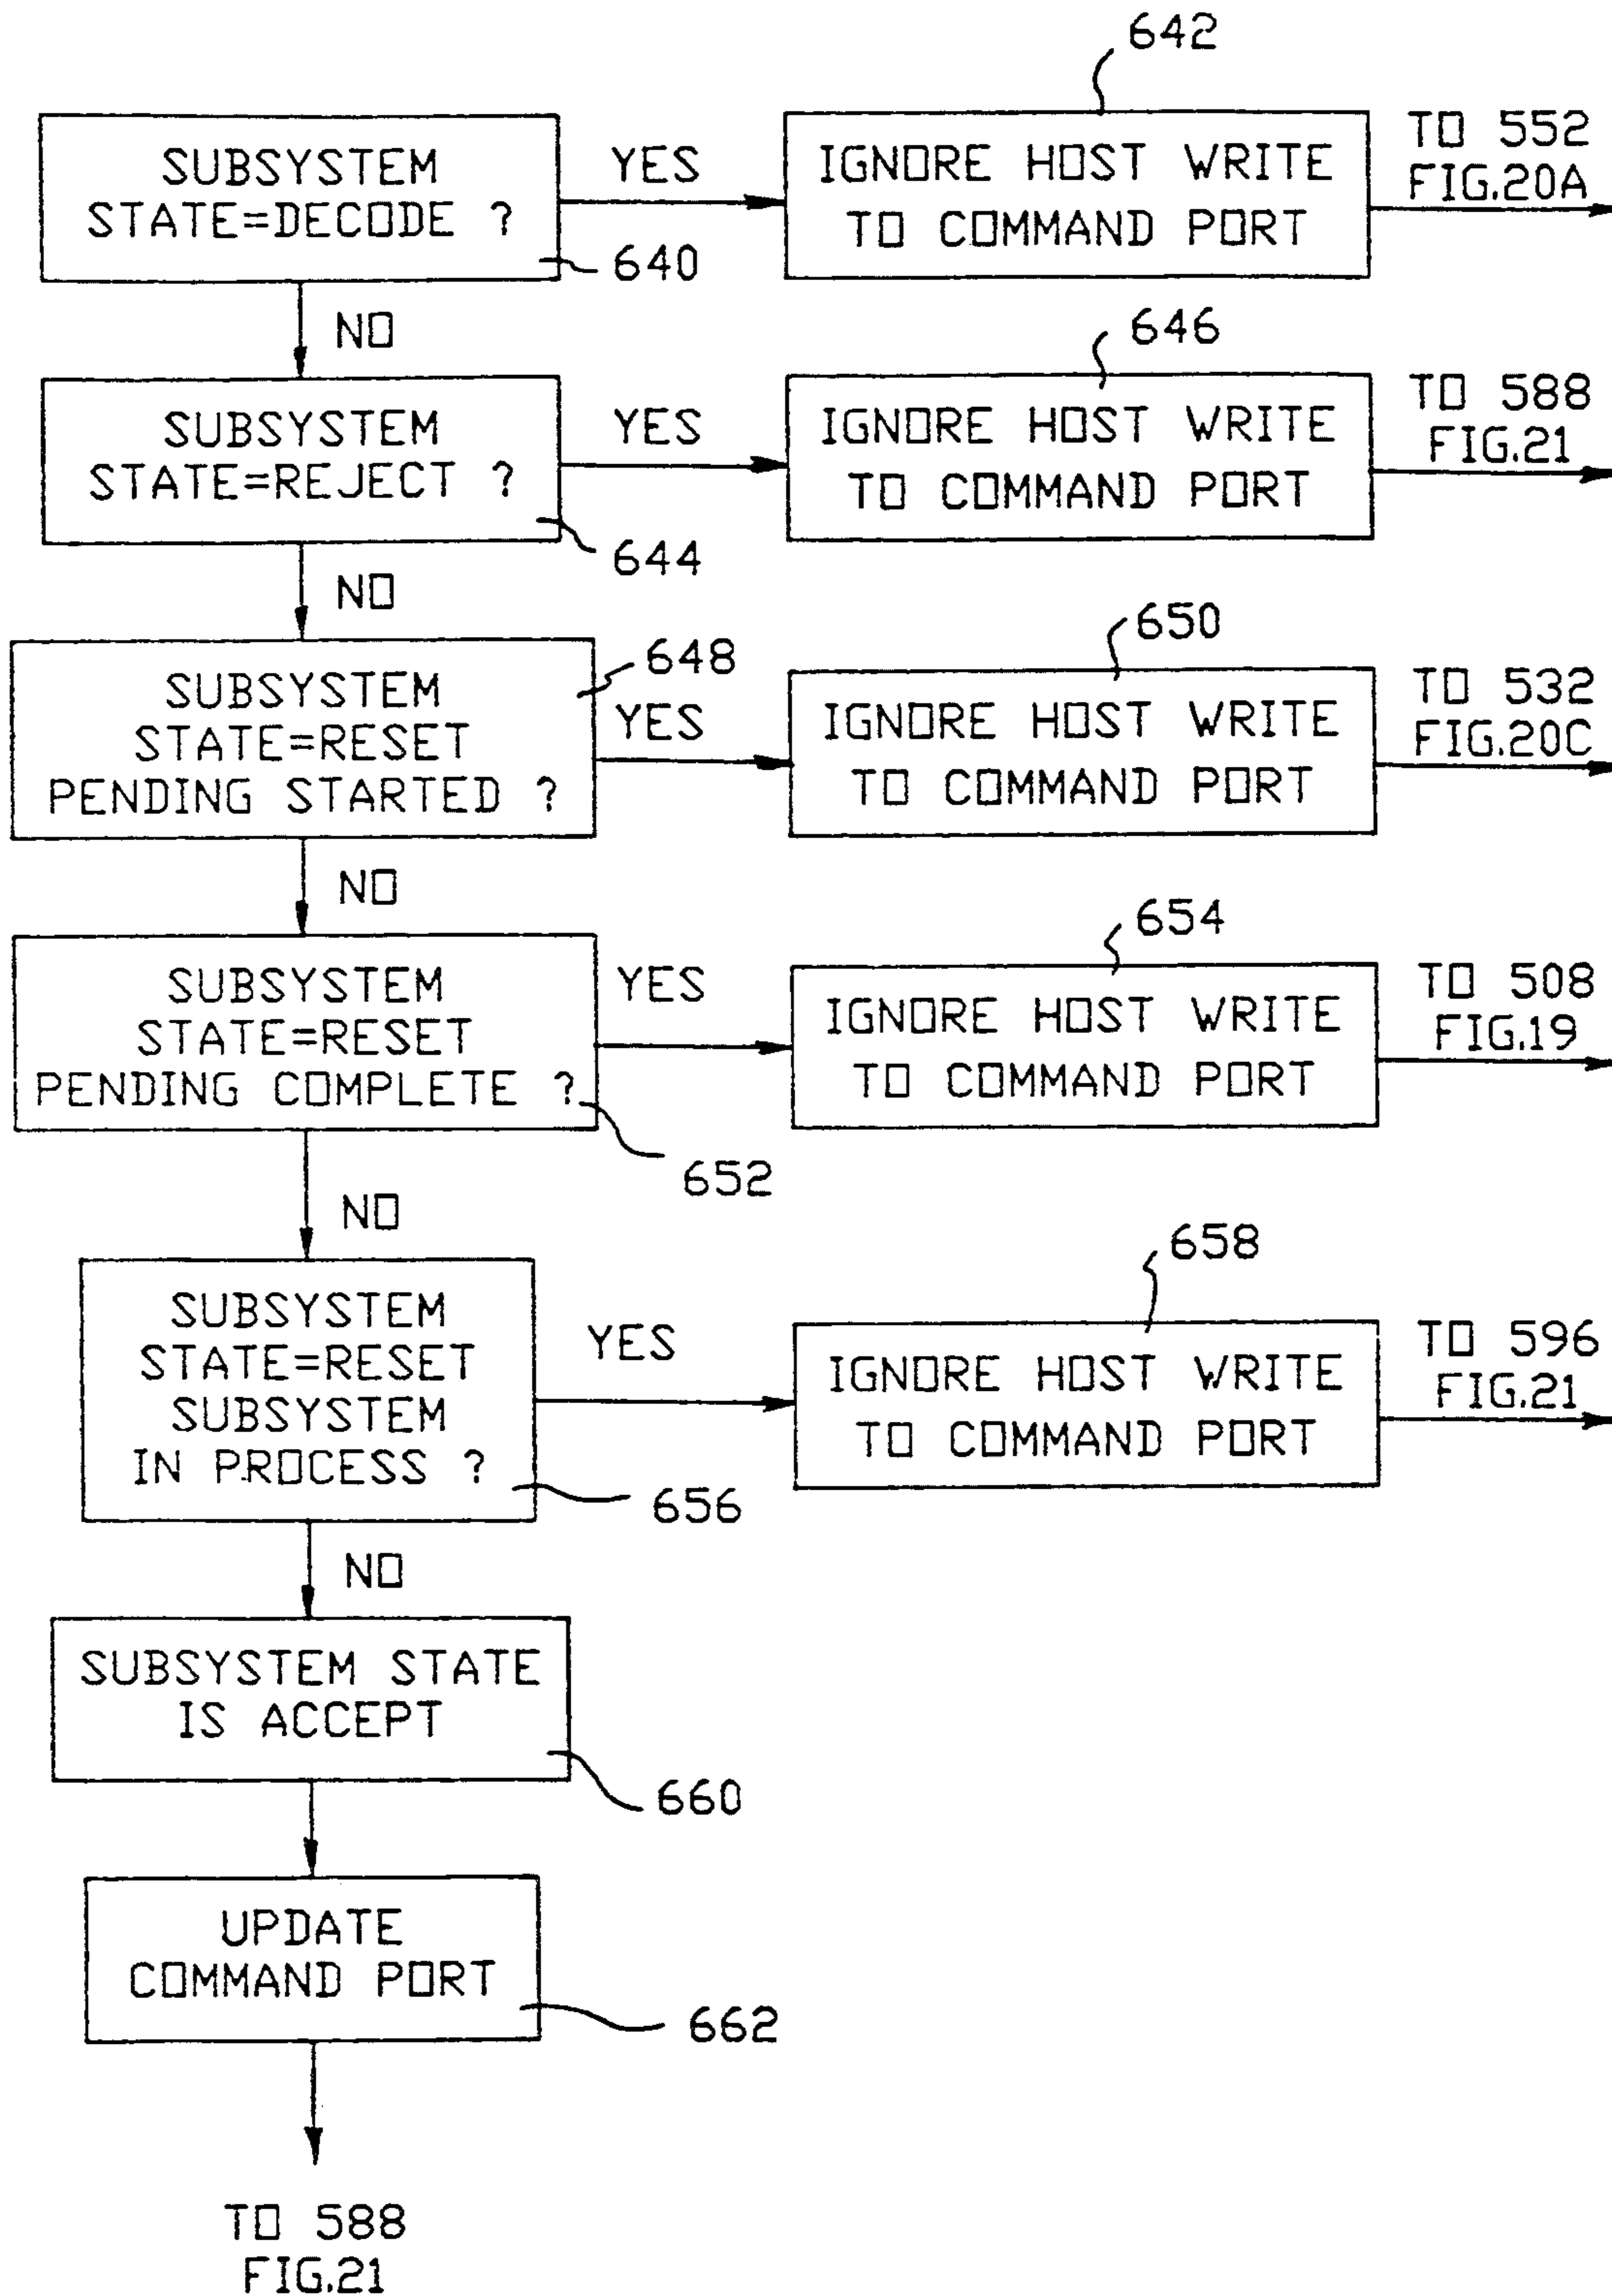 642
SUBSYSTEM
STATE=DECODE ?
640
YES
IGNORE HOST WRITE
TO COMMAND PORT
TO 552
FIG.20A
NO
646
SUBSYSTEM
STATE=REJECT ?
644
YES
IGNORE HOST WRITE
TO COMMAND PORT
TO 588
FIG.21
NO
650
SUBSYSTEM
STATE=RESET
PENDING STARTED ?
648
YES
IGNORE HOST WRITE
TO COMMAND PORT
TO 532
FIG.20C
NO
654
SUBSYSTEM
STATE=RESET
PENDING COMPLETE ?
652
YES
IGNORE HOST WRITE
TO COMMAND PORT
TO 508
FIG.19
NO
658
SUBSYSTEM
STATE=RESET
SUBSYSTEM
IN PROCESS ?
656
YES
IGNORE HOST WRITE
TO COMMAND PORT
TO 596
FIG.21
NO
SUBSYSTEM STATE
IS ACCEPT
660
UPDATE
COMMAND PORT
662
TO 588
FIG.21